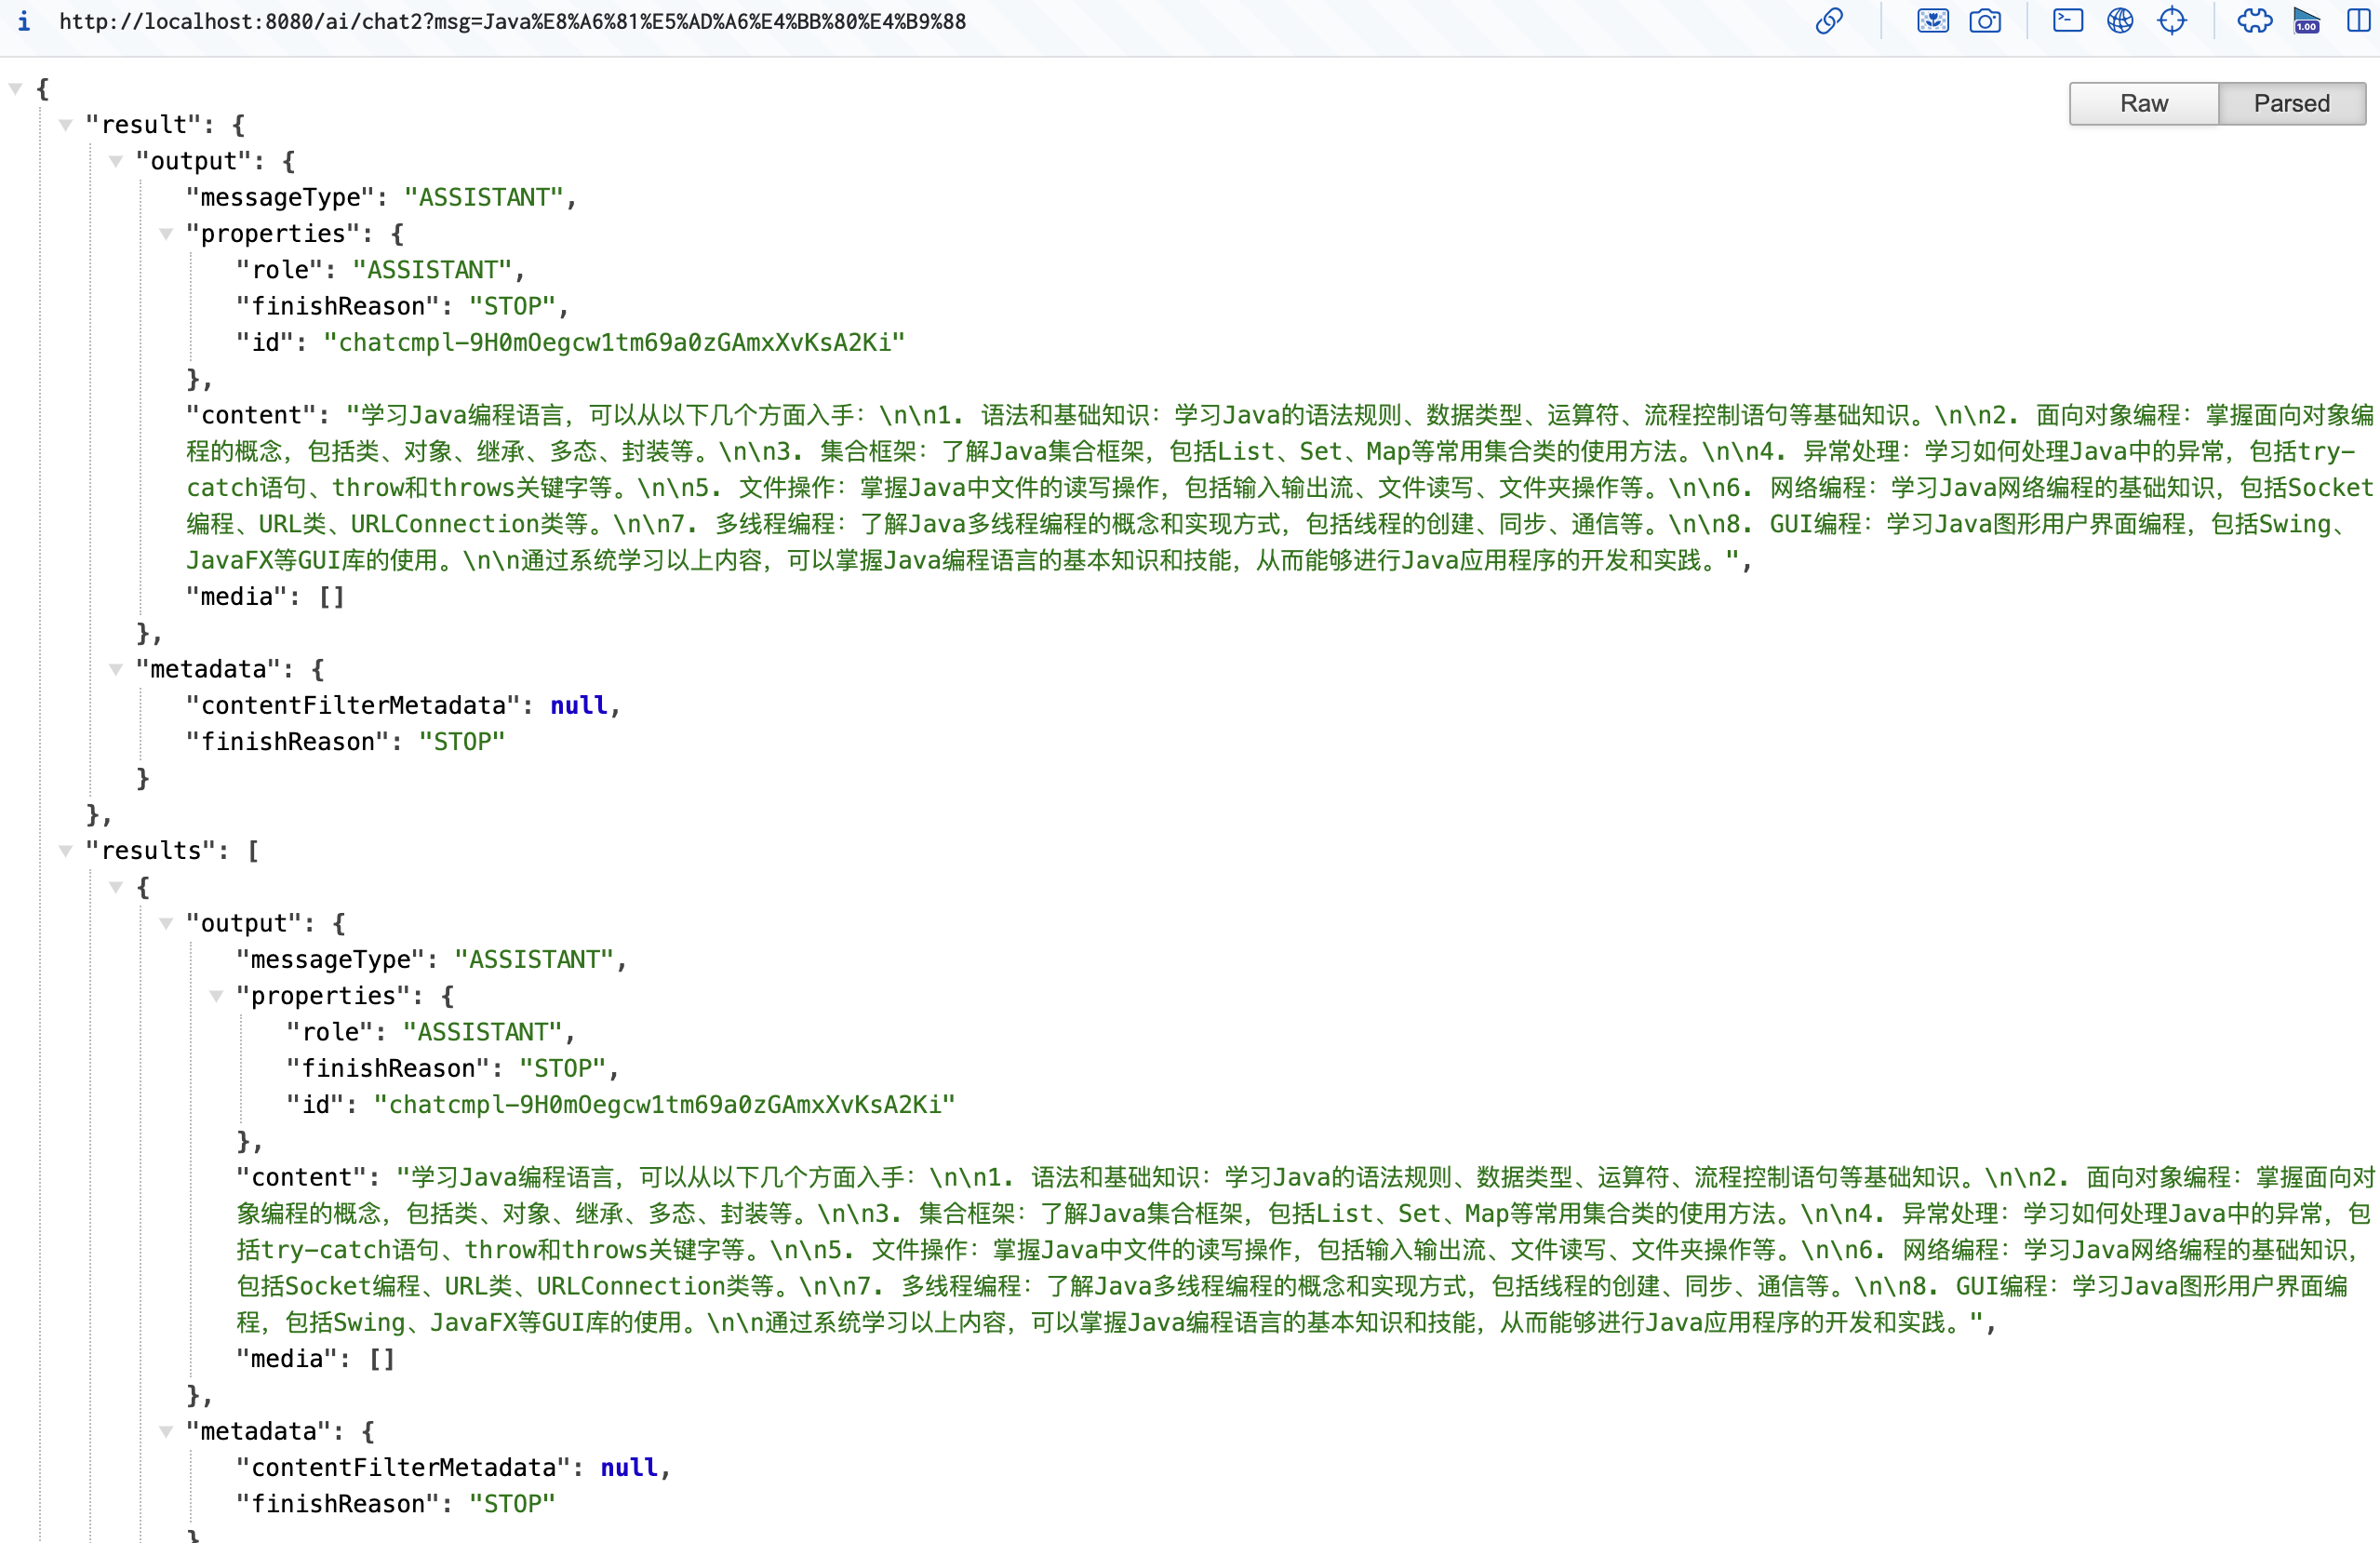 http://localhost:8080/ai/chat2?msg=Java%E8%A6%81%E5%AD%A6%E4%BB%80%E4%B9%88
1.00
Raw Parsed
{
"result": {
"output": {
"messageType": "ASSISTANT",
"properties": {
"role": "ASSISTANT",
"finishReason": "STOP",
"id": "chatcmpl-9H0mOegcw1tm69a0zGAmxXvKsA2Ki"
},
"content": "学习Java编程语言，可以从以下几个方面入手：\n\n1. 语法和基础知识：学习Java的语法规则、数据类型、运算符、流程控制语句等基础知识。\n\n2. 面向对象编程：掌握面向对象编
程的概念，包括类、对象、继承、多态、封装等。\n\n3. 集合框架：了解Java集合框架，包括List、Set、Map等常用集合类的使用方法。\n\n4. 异常处理：学习如何处理Java中的异常，包括try-
catch语句、throw和throws关键字等。\n\n5. 文件操作：掌握Java中文件的读写操作，包括输入输出流、文件读写、文件夹操作等。\n\n6. 网络编程：学习Java网络编程的基础知识，包括Socket
编程、URL类、URLConnection类等。\n\n7. 多线程编程：了解Java多线程编程的概念和实现方式，包括线程的创建、同步、通信等。\n\n8. GUI编程：学习Java图形用户界面编程，包括Swing、
JavaFX等GUI库的使用。\n\n通过系统学习以上内容，可以掌握Java编程语言的基本知识和技能，从而能够进行Java应用程序的开发和实践。",
"media": []
},
"metadata": {
"contentFilterMetadata": null,
"finishReason": "STOP"
}
},
"results": [
{
"output": {
"messageType": "ASSISTANT",
"properties": {
"role": "ASSISTANT",
"finishReason": "STOP",
"id": "chatcmpl-9H0mOegcw1tm69a0zGAmxXvKsA2Ki"
},
"content": "学习Java编程语言，可以从以下几个方面入手：\n\n1. 语法和基础知识：学习Java的语法规则、数据类型、运算符、流程控制语句等基础知识。\n\n2. 面向对象编程：掌握面向对
象编程的概念，包括类、对象、继承、多态、封装等。\n\n3. 集合框架：了解Java集合框架，包括List、Set、Map等常用集合类的使用方法。\n\n4. 异常处理：学习如何处理Java中的异常，包
括try-catch语句、throw和throws关键字等。\n\n5. 文件操作：掌握Java中文件的读写操作，包括输入输出流、文件读写、文件夹操作等。\n\n6. 网络编程：学习Java网络编程的基础知识，
包括Socket编程、URL类、URLConnection类等。\n\n7. 多线程编程：了解Java多线程编程的概念和实现方式，包括线程的创建、同步、通信等。\n\n8. GUI编程：学习Java图形用户界面编
程，包括Swing、JavaFX等GUI库的使用。\n\n通过系统学习以上内容，可以掌握Java编程语言的基本知识和技能，从而能够进行Java应用程序的开发和实践。",
"media": []
},
"metadata": {
"contentFilterMetadata": null,
"finishReason": "STOP"
}